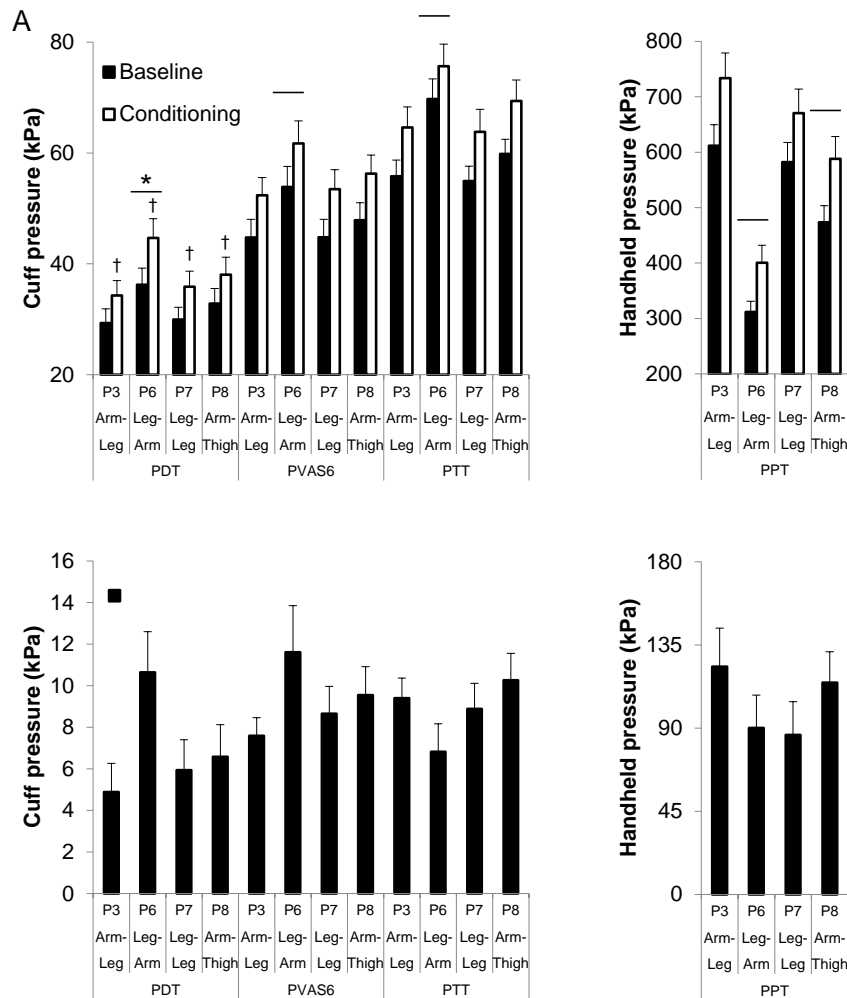 A
Cuff pressure (kPa)
80
60
40
20
Baseline
Conditioning
*
† † † †
P3 P6 P7 P8 P3 P6 P7 P8 P3 P6 P7 P8
Arm- Leg- Leg- Arm- Arm- Leg- Leg- Arm- Arm- Leg- Leg- Arm-
Leg Arm Leg Thigh Leg Arm Leg Thigh Leg Arm Leg Thigh
PDT PVAS6 PTT
Handheld pressure (kPa)
800
700
600
500
400
300
200
P3 P6 P7 P8
Arm- Leg- Leg- Arm-
Leg Arm Leg Thigh
PPT
Cuff pressure (kPa)
16
14
12
10
8
6
4
2
0
P3 P6 P7 P8 P3 P6 P7 P8 P3 P6 P7 P8
Arm- Leg- Leg- Arm- Arm- Leg- Leg- Arm- Arm- Leg- Leg- Arm-
Leg Arm Leg Thigh Leg Arm Leg Thigh Leg Arm Leg Thigh
PDT PVAS6 PTT
Handheld pressure (kPa)
180
135
90
45
0
P3 P6 P7 P8
Arm- Leg- Leg- Arm-
Leg Arm Leg Thigh
PPT